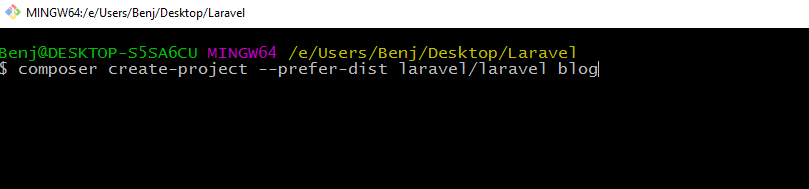 MINGW64:/e/Users/Benj/Desktop/Laravel
Benj@DESKTOP-S5SA6CU MINGW64 /e/Users/Benj/Desktop/Laravel
$ composer create-project --prefer-dist laravel/laravel blog